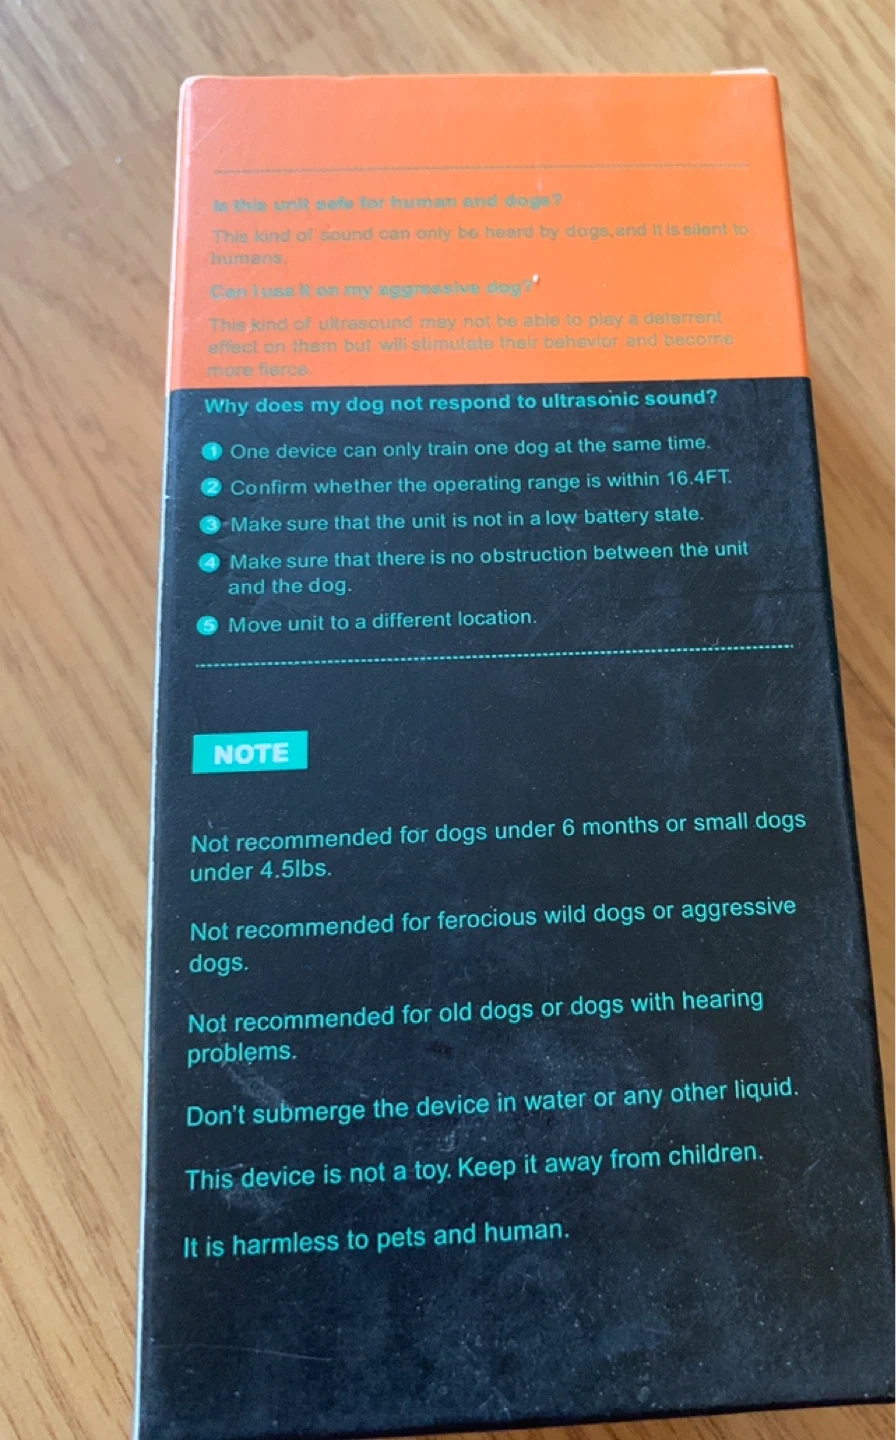 Is this unit safe for human and dogs?
This kind of sound can only be heard by dogs,and it is silent to
humans.
Can I use it on my aggressive dog?
This kind of ultrasound may not be able to play a deterrent
effect on them but will stimulate their behavior and become
more fierce.
Why does my dog not respond to ultrasonic sound?
1 One device can only train one dog at the same time.
2 Confirm whether the operating range is within 16.4FT.
3 Make sure that the unit is not in a low battery state.
4 Make sure that there is no obstruction between the unit
and the dog.
5 Move unit to a different location.
NOTE
Not recommended for dogs under 6 months or small dogs
under 4.5lbs.
Not recommended for ferocious wild dogs or aggressive
dogs.
Not recommended for old dogs or dogs with hearing
problems.
Don't submerge the device in water or any other liquid.
This device is not a toy. Keep it away from children.
It is harmless to pets and human.